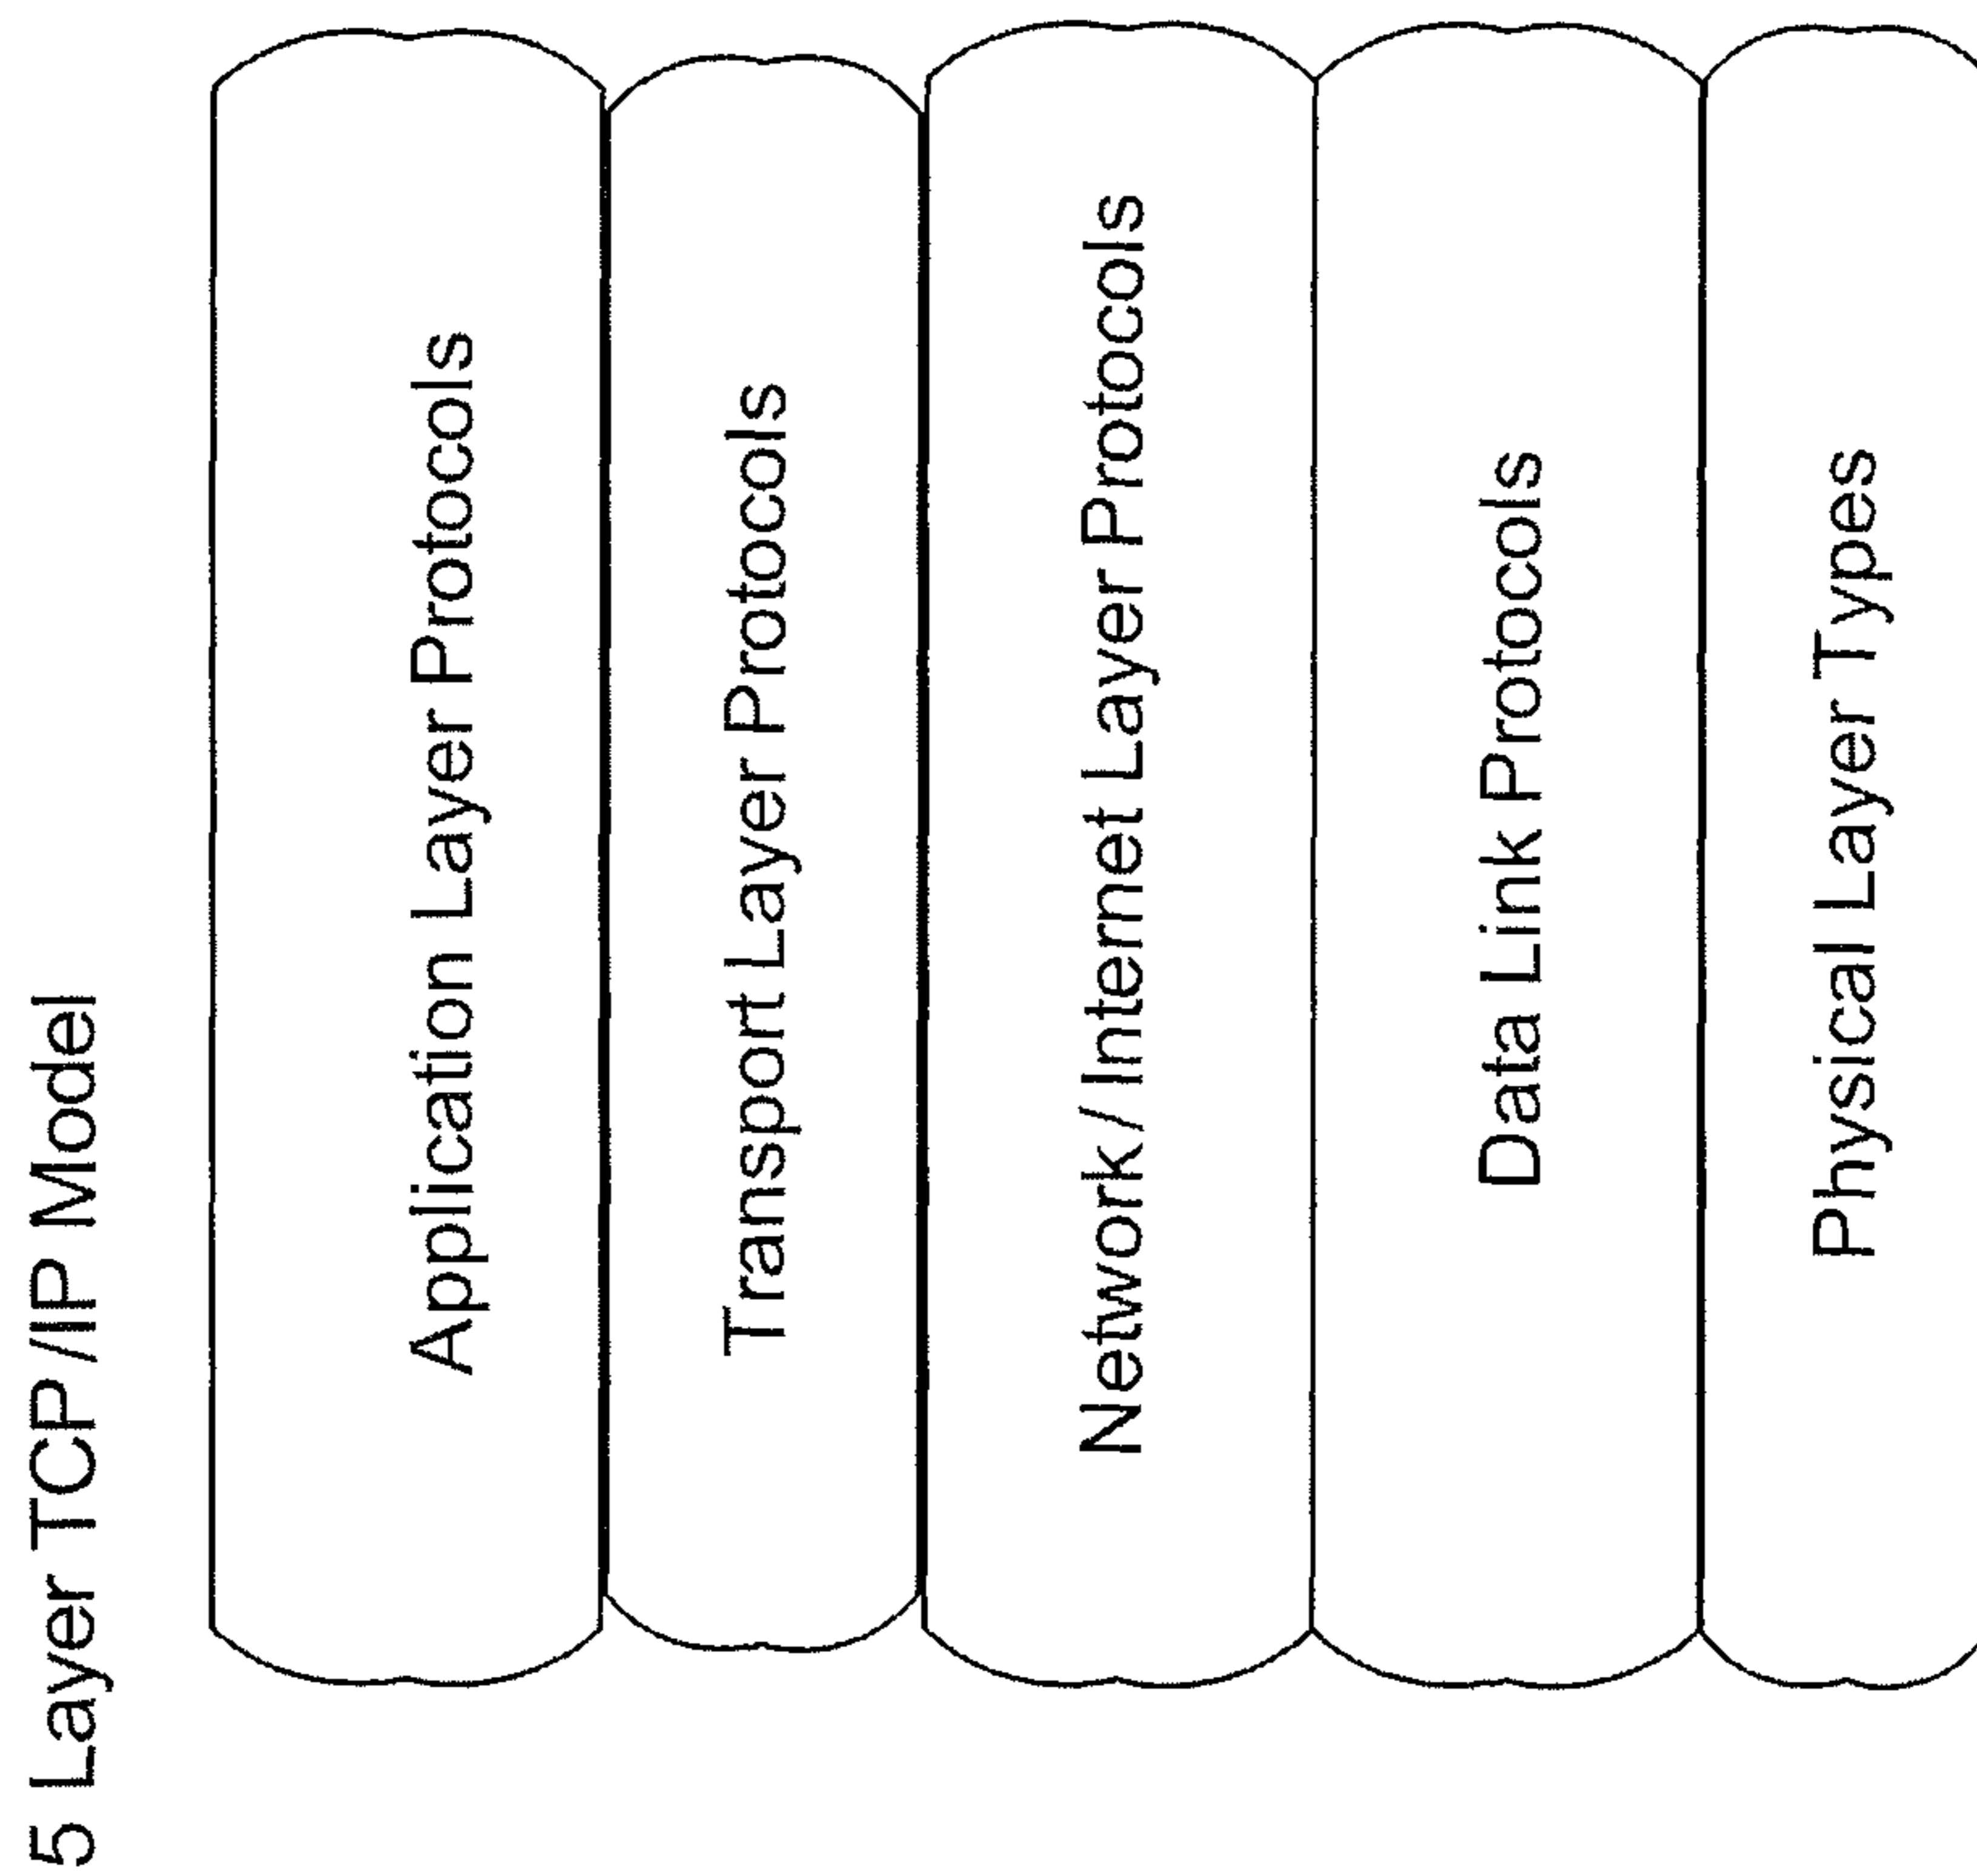 5 Layer TCP/IP Model
Application Layer Protocols
Transport Layer Protocols
Network/Internet Layer Protocols
Data Link Protocols
Physical Layer Types